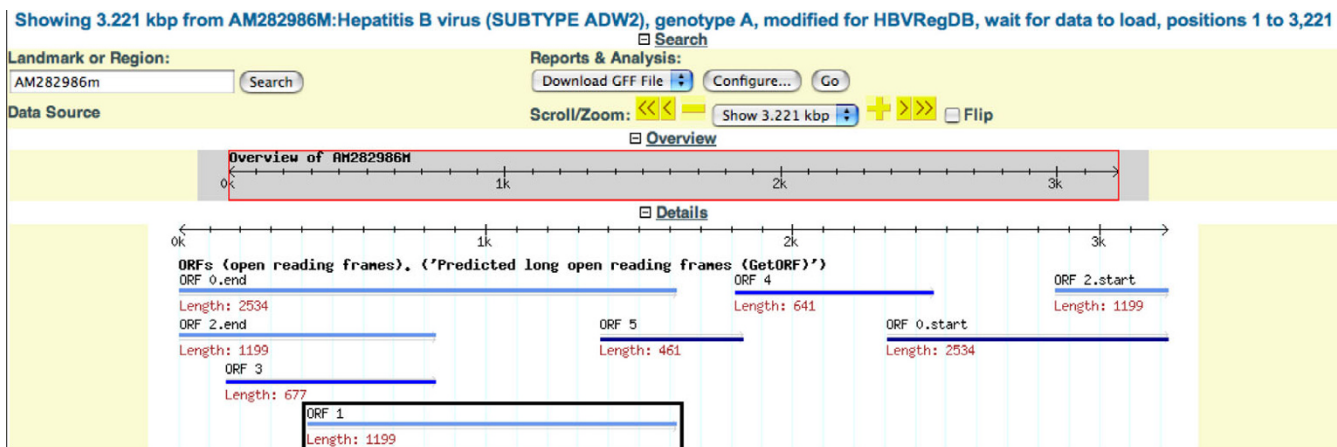 Showing 3.221 kbp from AM282986M:Hepatitis B virus (SUBTYPE ADW2), genotype A, modified for HBVRegDB, wait for data to load, positions 1 to 3,221
Search
Landmark or Region: Reports & Analysis:
AM282986m Search Download GFF File Configure... Go
Data Source Scroll/Zoom: << < Show 3.221 kbp > >> Flip
Overview
Overview of AM282986M
0k 1k 2k 3k
Details
0k 1k 2k 3k
ORFs (open reading frames). ('Predicted long open reading frames (GetORF)')
ORF 0.end ORF 4 ORF 2.start
Length: 2534 Length: 641 Length: 1199
ORF 2.end ORF 5 ORF 0.start
Length: 1199 Length: 461 Length: 2534
ORF 3
Length: 677
ORF 1
Length: 1199